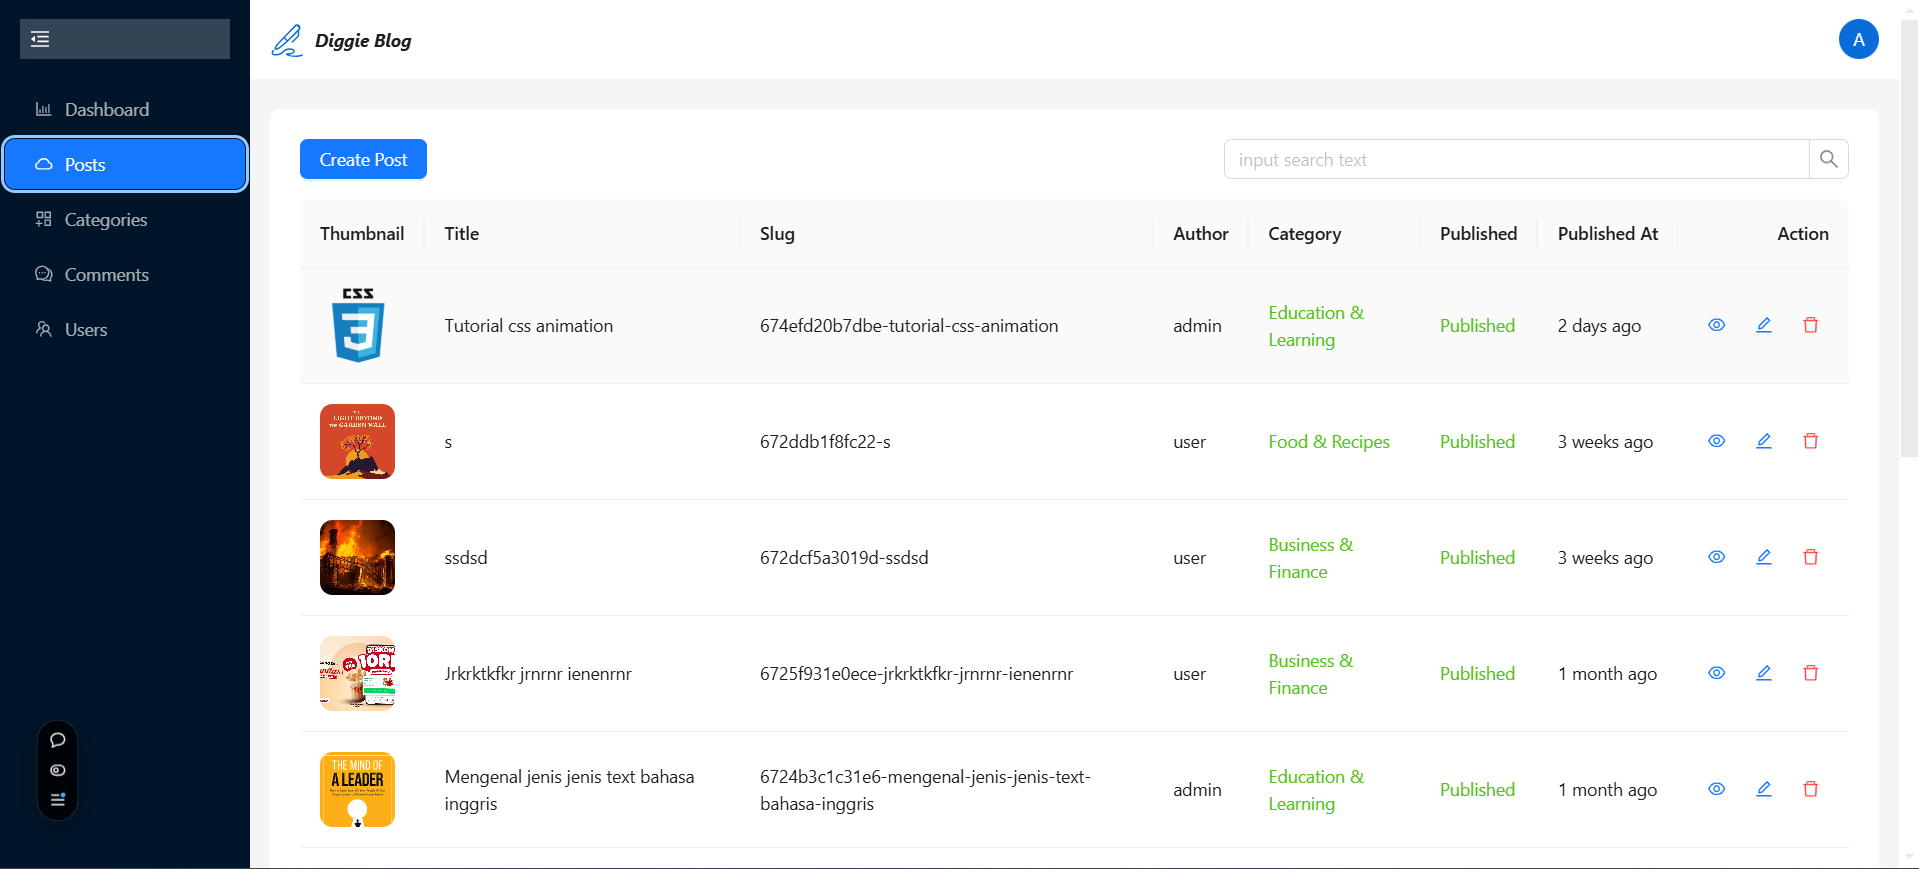 Diggie Blog
A
Dashboard
Posts
Categories
Comments
Users
Create Post
input search text
Thumbnail Title Slug Author Category Published Published At Action
CSS
3
Tutorial css animation 674efd20b7dbe-tutorial-css-animation admin Education & Learning Published 2 days ago
THE
LIGHT BEYOND
THE GARDEN WALL
s 672ddb1f8fc22-s user Food & Recipes Published 3 weeks ago
ssdsd 672dcf5a3019d-ssdsd user Business & Finance Published 3 weeks ago
Jrkrktkfkr jrnrnr ienenrnr 6725f931e0ece-jrkrktkfkr-jrnrnr-ienenrnr user Business & Finance Published 1 month ago
THE MIND OF
A LEADER
Mengenal jenis jenis text bahasa inggris 6724b3c1c31e6-mengenal-jenis-jenis-text-bahasa-inggris admin Education & Learning Published 1 month ago